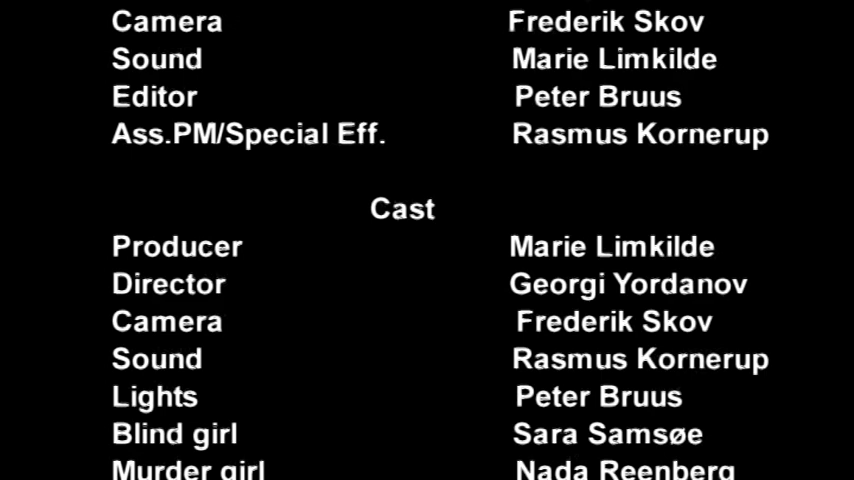 Camera Frederik Skov
Sound Marie Limkilde
Editor Peter Bruus
Ass.PM/Special Eff. Rasmus Kornerup
Cast
Producer Marie Limkilde
Director Georgi Yordanov
Camera Frederik Skov
Sound Rasmus Kornerup
Lights Peter Bruus
Blind girl Sara Samsøe
Murder girl Nada Reenberg